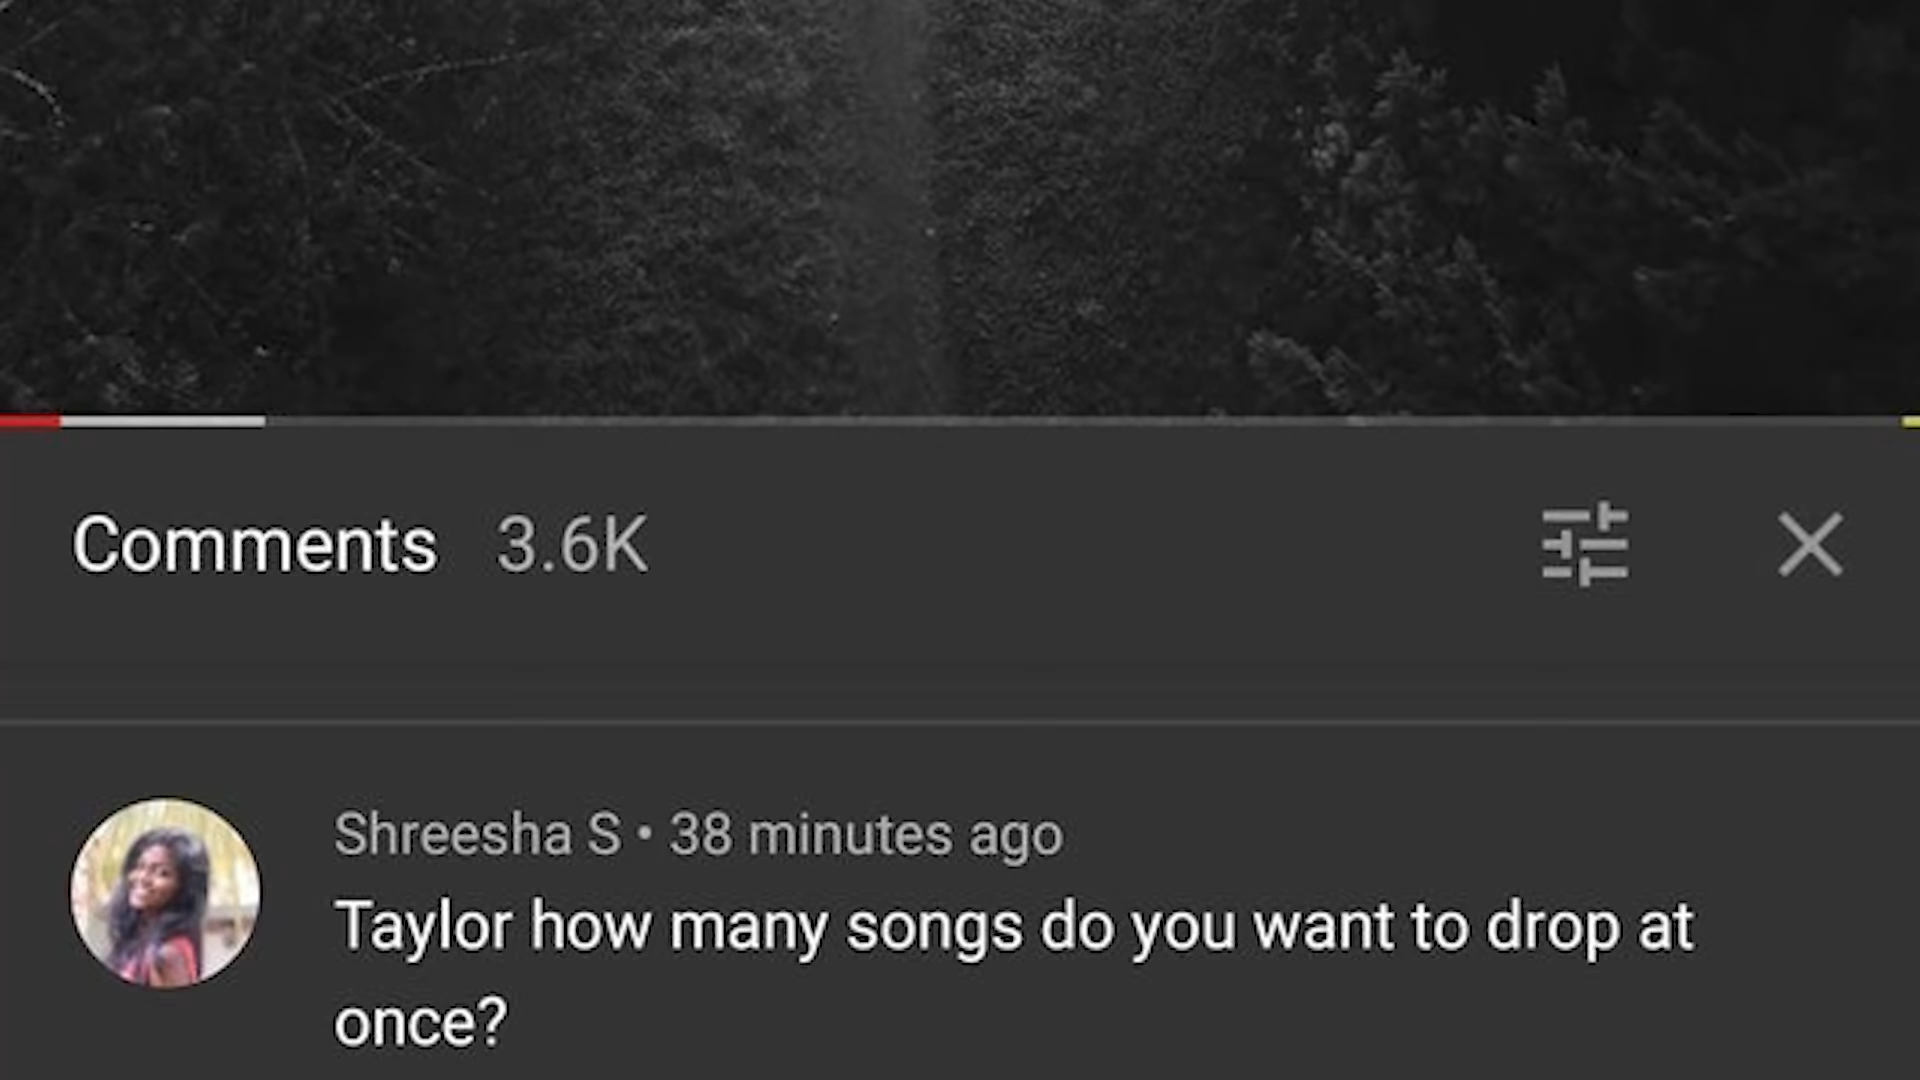 Comments 3.6K
Shreesha S • 38 minutes ago
Taylor how many songs do you want to drop at
once?